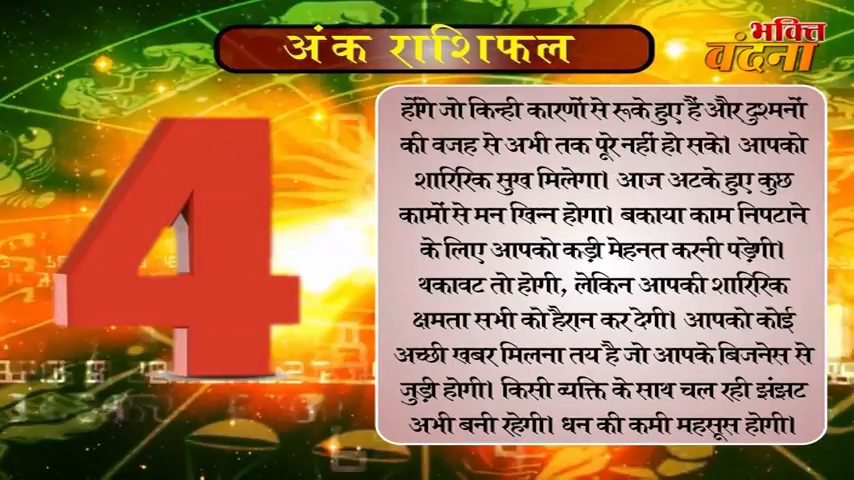 अंक राशिफल
भक्ति
वंदना
4
होंगे जो किन्ही कारणों से रूके हुए हैं और दुश्मनों
की वजह से अभी तक पूरे नहीं हो सके। आपको
शारिरिक सुख मिलेगा। आज अटके हुए कुछ
कामों से मन खिन्न होगा। बकाया काम निपटाने
के लिए आपको कड़ी मेहनत करनी पड़ेगी।
थकावट तो होगी, लेकिन आपकी शारिरिक
क्षमता सभी को हैरान कर देगी। आपको कोई
अच्छी खबर मिलना तय है जो आपके बिजनेस से
जुड़ी होगी। किसी व्यक्ति के साथ चल रही झंझट
अभी बनी रहेगी। धन की कमी महसूस होगी।